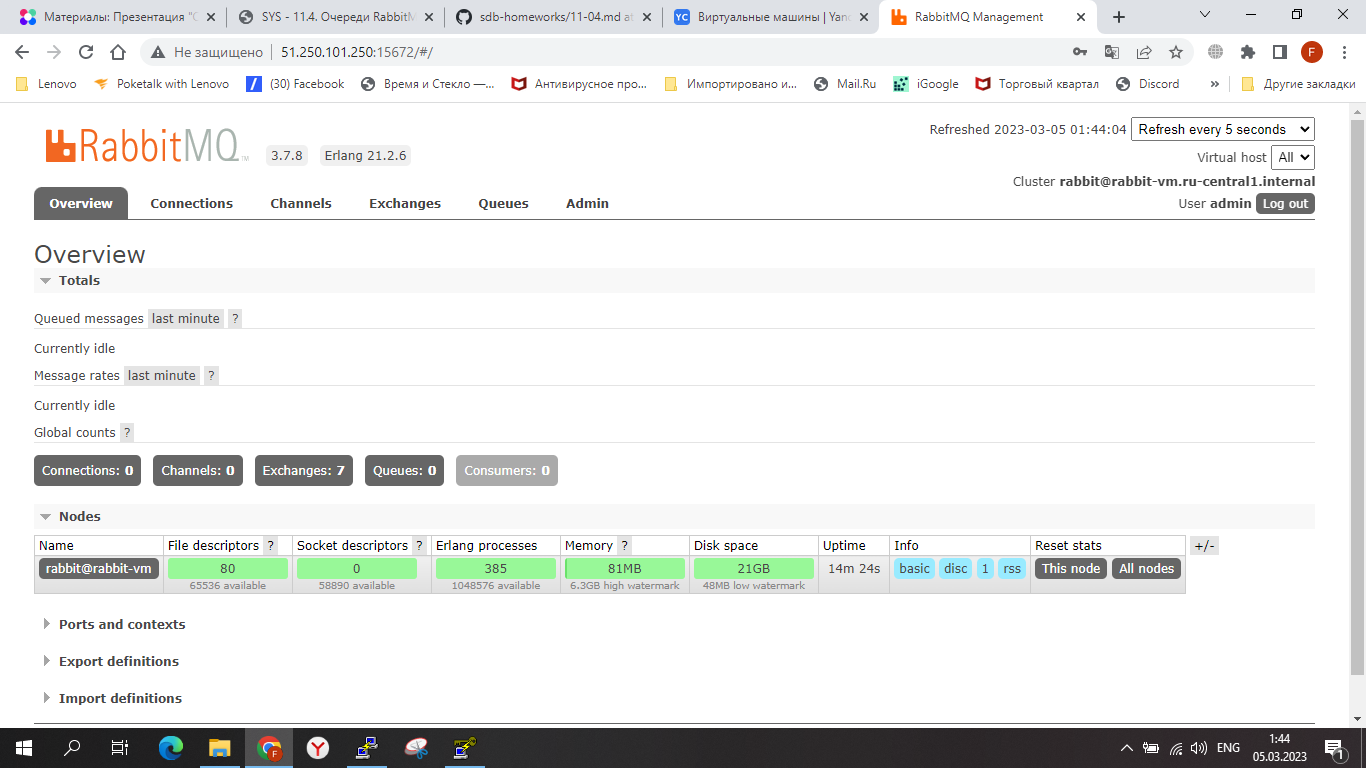 Материалы: Презентация "С
SYS - 11.4. Очереди RabbitM
sdb-homeworks/11-04.md at
Виртуальные машины | Yand
RabbitMQ Management
Не защищено
51.250.101.250:15672/#/
F
Lenovo
Poketalk with Lenovo
(30) Facebook
Время и Стекло —...
Антивирусное про...
Импортировано и...
Mail.Ru
iGoogle
Торговый квартал
Discord
»
Другие закладки
RabbitMQ TM
3.7.8
Erlang 21.2.6
Refreshed 2023-03-05 01:44:04
Refresh every 5 seconds
Virtual host All
Cluster rabbit@rabbit-vm.ru-central1.internal
User admin Log out
Overview
Connections
Channels
Exchanges
Queues
Admin
Overview
Totals
Queued messages last minute ?
Currently idle
Message rates last minute ?
Currently idle
Global counts ?
Connections: 0
Channels: 0
Exchanges: 7
Queues: 0
Consumers: 0
Nodes
Name File descriptors ? Socket descriptors ? Erlang processes Memory ? Disk space Uptime Info Reset stats +/-
rabbit@rabbit-vm 80 0 385 81MB 21GB 14m 24s basic disc 1 rss This node All nodes
65536 available 58890 available 1048576 available 6.3GB high watermark 48MB low watermark
Ports and contexts
Export definitions
Import definitions
ENG
1:44
05.03.2023
1